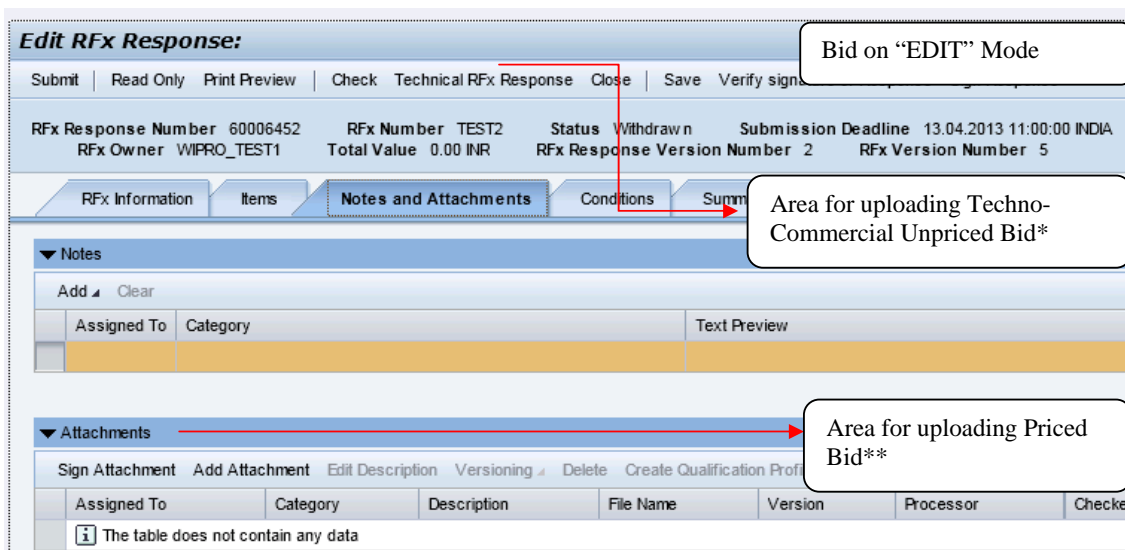 Edit RFx Response:
Bid on “EDIT” Mode
Submit Read Only Print Preview Check Technical RFx Response Close Save Verify
RFx Response Number 60006452 RFx Number TEST2 Status Withdrawn Submission Deadline 13.04.2013 11:00:00 INDIA
RFx Owner WIPRO_TEST1 Total Value 0.00 INR RFx Response Version Number 2 RFx Version Number 5
RFx Information Items Notes and Attachments Conditions Summ
Area for uploading Techno-
Commercial Unpriced Bid*
Notes
Add Clear
Assigned To Category Text Preview
Attachments
Area for uploading Priced
Bid**
Sign Attachment Add Attachment Edit Description Versioning Delete Create Qualification Profi
Assigned To Category Description File Name Version Processor Checke
The table does not contain any data